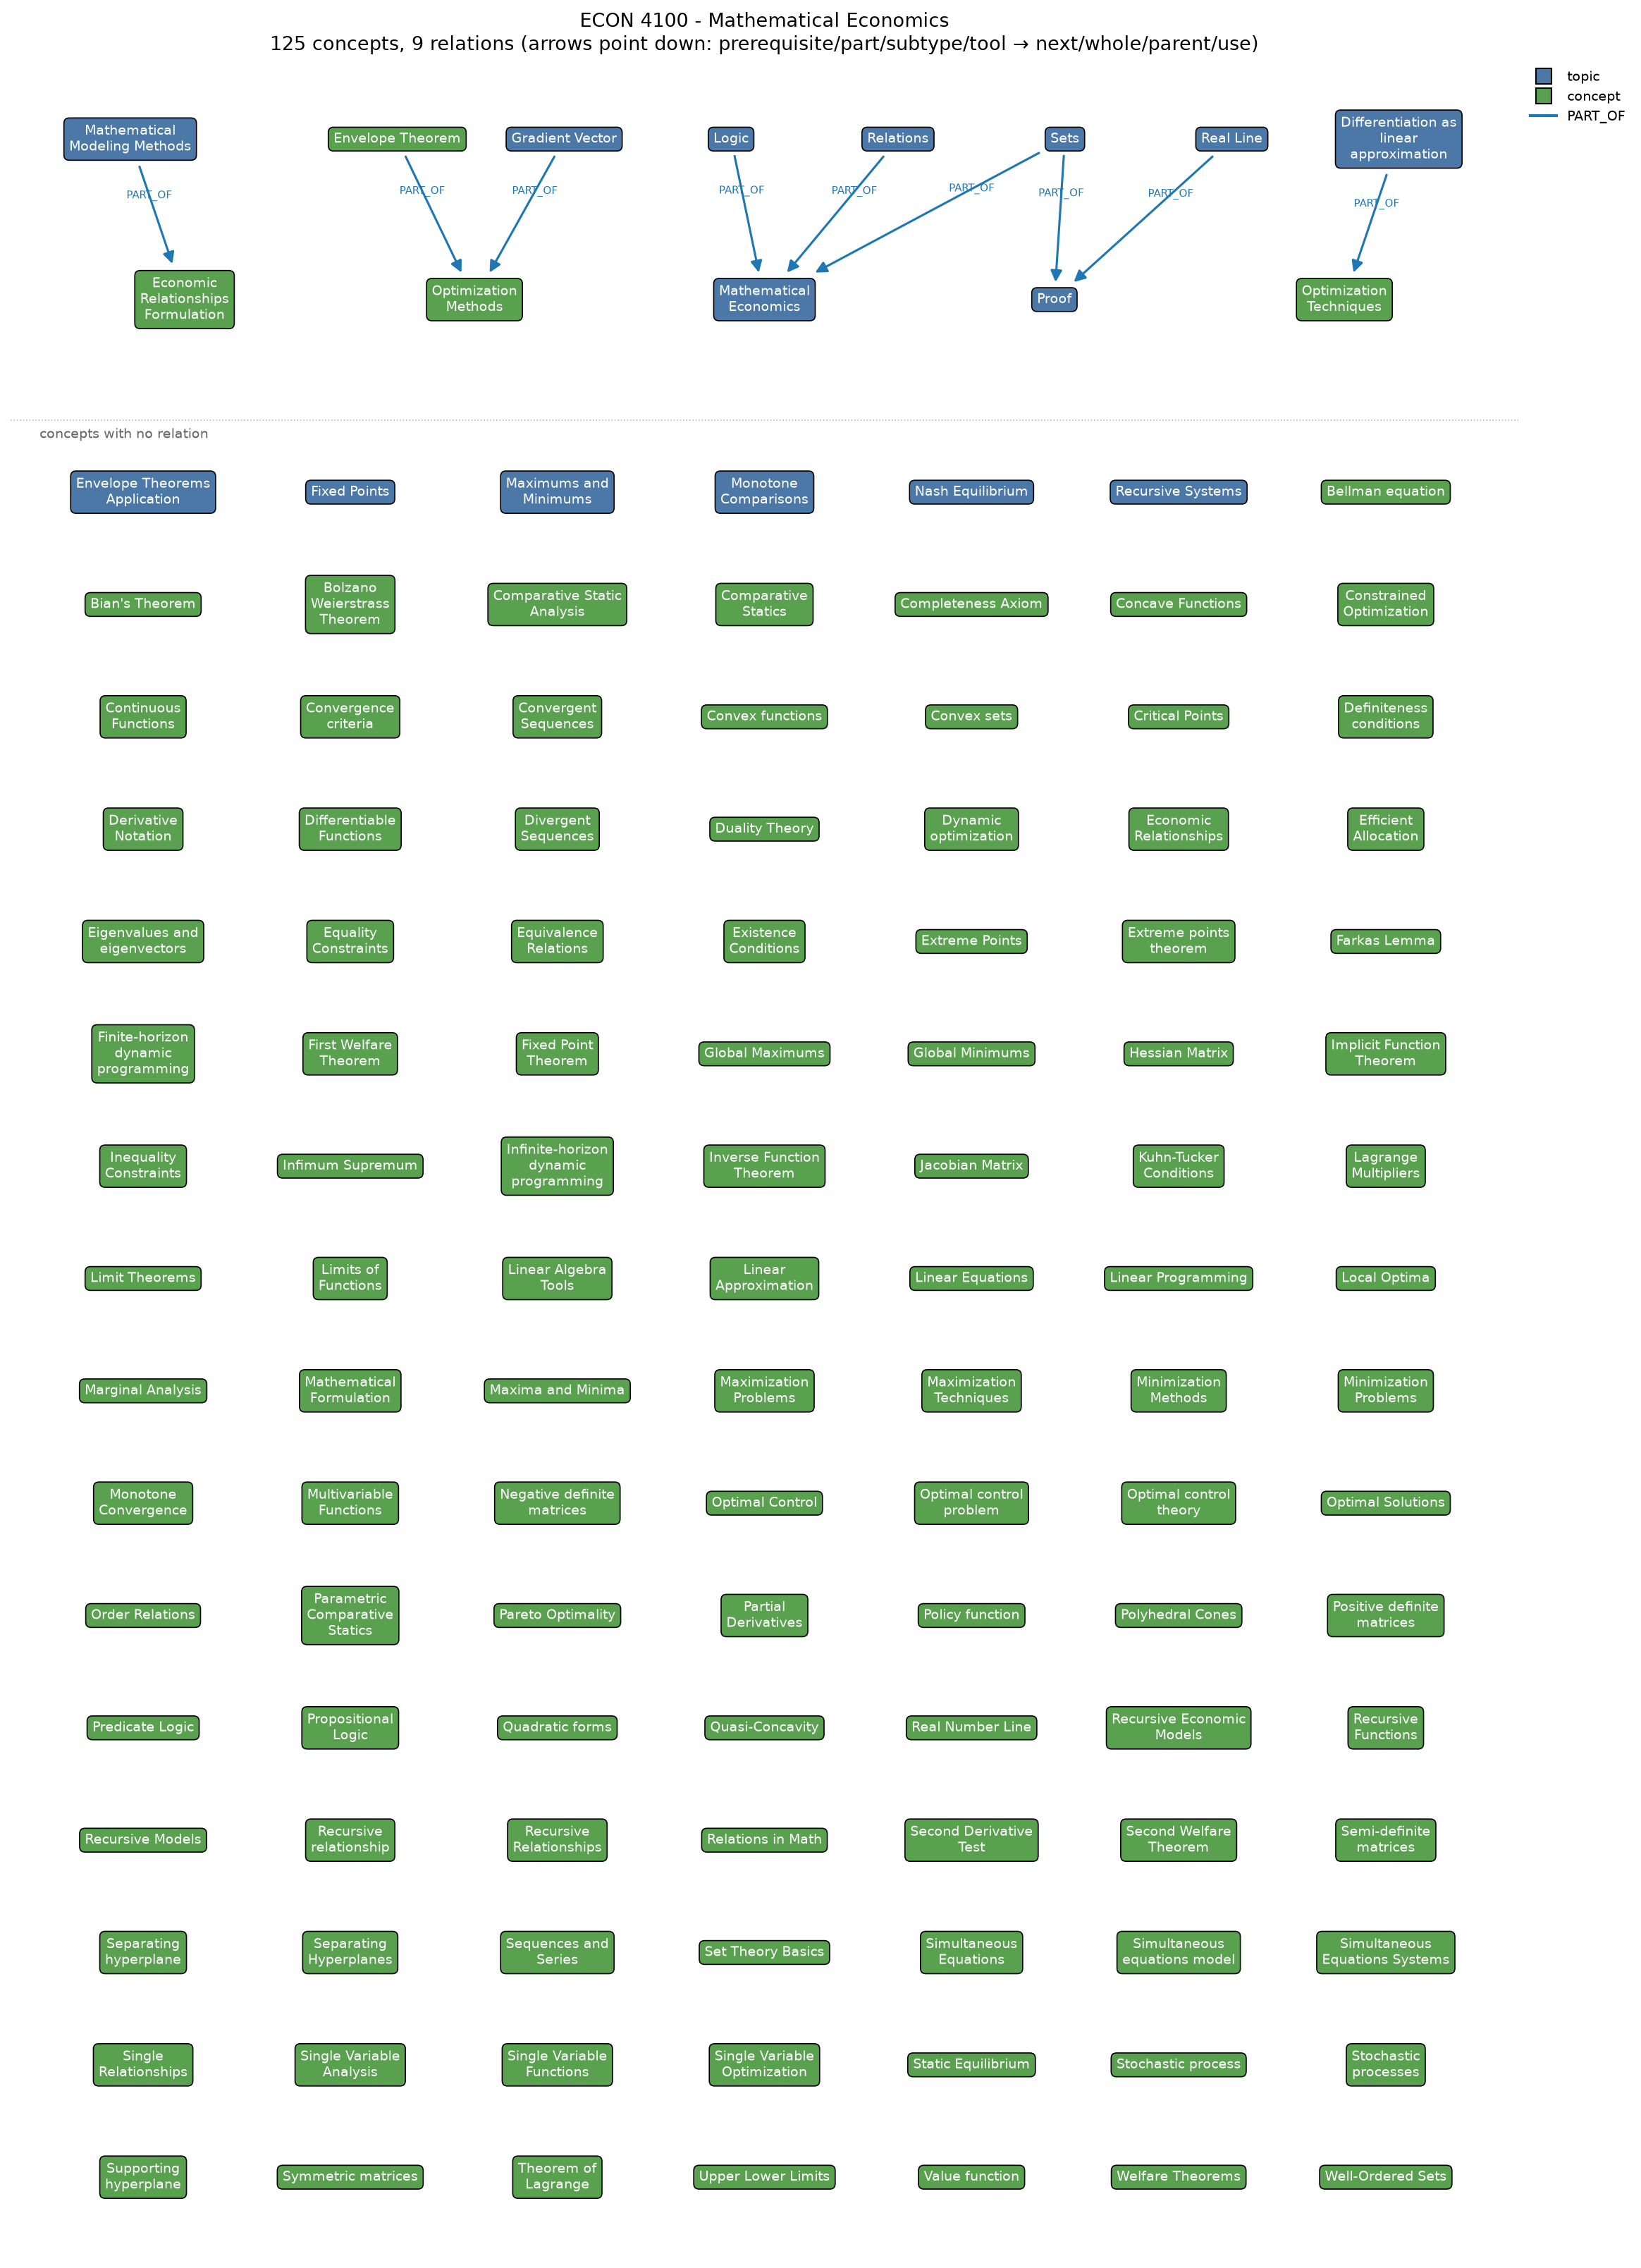 ECON 4100 - Mathematical Economics
125 concepts, 9 relations (arrows point down: prerequisite/part/subtype/tool → next/whole/parent/use)
topic
concept
PART_OF
Mathematical
Modeling Methods
Envelope Theorem
Gradient Vector
Logic
Relations
Sets
Real Line
Differentiation as
linear
approximation
PART_OF
PART_OF
PART_OF
PART_OF
PART_OF
PART_OF
PART_OF
PART_OF
PART_OF
Economic
Relationships
Formulation
Optimization
Methods
Mathematical
Economics
Proof
Optimization
Techniques
concepts with no relation
Envelope Theorems
Application
Fixed Points
Maximums and
Minimums
Monotone
Comparisons
Nash Equilibrium
Recursive Systems
Bellman equation
Bian's Theorem
Bolzano
Weierstrass
Theorem
Comparative Static
Analysis
Comparative
Statics
Completeness Axiom
Concave Functions
Constrained
Optimization
Continuous
Functions
Convergence
criteria
Convergent
Sequences
Convex functions
Convex sets
Critical Points
Definiteness
conditions
Derivative
Notation
Differentiable
Functions
Divergent
Sequences
Duality Theory
Dynamic
optimization
Economic
Relationships
Efficient
Allocation
Eigenvalues and
eigenvectors
Equality
Constraints
Equivalence
Relations
Existence
Conditions
Extreme Points
Extreme points
theorem
Farkas Lemma
Finite-horizon
dynamic
programming
First Welfare
Theorem
Fixed Point
Theorem
Global Maximums
Global Minimums
Hessian Matrix
Implicit Function
Theorem
Inequality
Constraints
Infimum Supremum
Infinite-horizon
dynamic
programming
Inverse Function
Theorem
Jacobian Matrix
Kuhn-Tucker
Conditions
Lagrange
Multipliers
Limit Theorems
Limits of
Functions
Linear Algebra
Tools
Linear
Approximation
Linear Equations
Linear Programming
Local Optima
Marginal Analysis
Mathematical
Formulation
Maxima and Minima
Maximization
Problems
Maximization
Techniques
Minimization
Methods
Minimization
Problems
Monotone
Convergence
Multivariable
Functions
Negative definite
matrices
Optimal Control
Optimal control
problem
Optimal control
theory
Optimal Solutions
Order Relations
Parametric
Comparative
Statics
Pareto Optimality
Partial
Derivatives
Policy function
Polyhedral Cones
Positive definite
matrices
Predicate Logic
Propositional
Logic
Quadratic forms
Quasi-Concavity
Real Number Line
Recursive Economic
Models
Recursive
Functions
Recursive Models
Recursive
relationship
Recursive
Relationships
Relations in Math
Second Derivative
Test
Second Welfare
Theorem
Semi-definite
matrices
Separating
hyperplane
Separating
Hyperplanes
Sequences and
Series
Set Theory Basics
Simultaneous
Equations
Simultaneous
equations model
Simultaneous
Equations Systems
Single
Relationships
Single Variable
Analysis
Single Variable
Functions
Single Variable
Optimization
Static Equilibrium
Stochastic process
Stochastic
processes
Supporting
hyperplane
Symmetric matrices
Theorem of
Lagrange
Upper Lower Limits
Value function
Welfare Theorems
Well-Ordered Sets